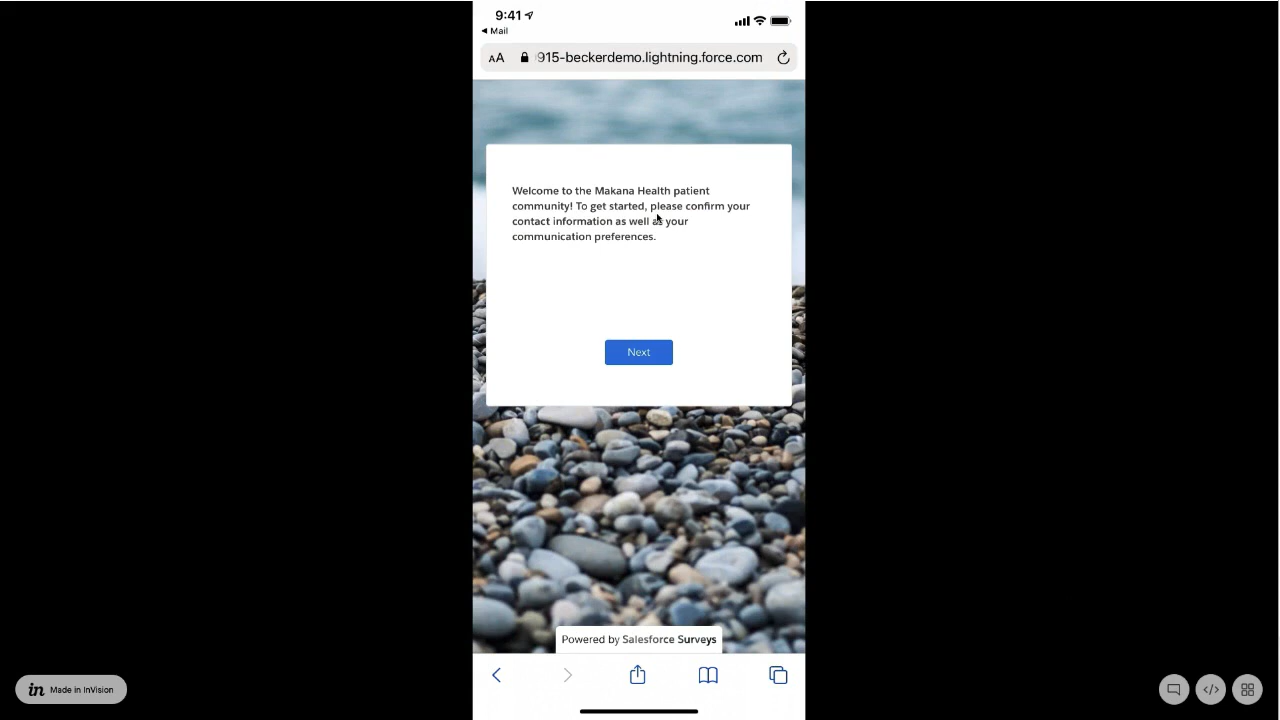 9:41
Mail
AA 915-beckerdemo.lightning.force.com
Welcome to the Makana Health patient
community! To get started, please confirm your
contact information as well as your
communication preferences.
Next
Powered by Salesforce Surveys
in Made in InVision